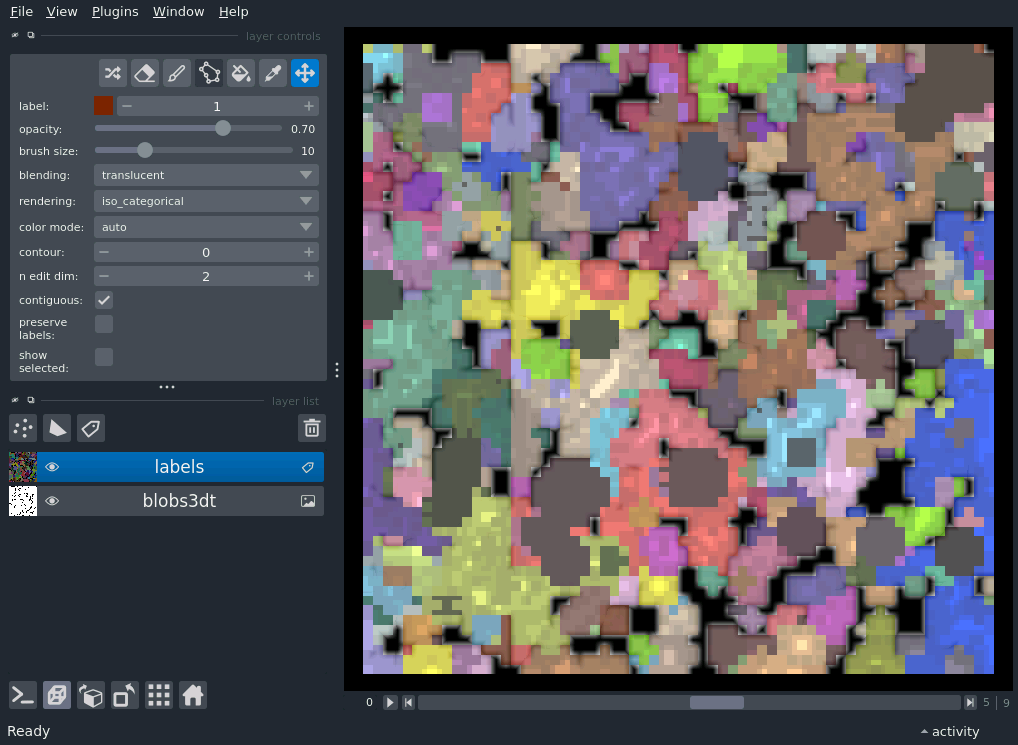 File View Plugins Window Help
layer controls
label: 1
opacity: 0.70
brush size: 10
blending: translucent
rendering: iso_categorical
color mode: auto
contour: 0
n edit dim: 2
contiguous:
preserve
labels:
show
selected:
layer list
labels
blobs3dt
0 5 9
Ready activity